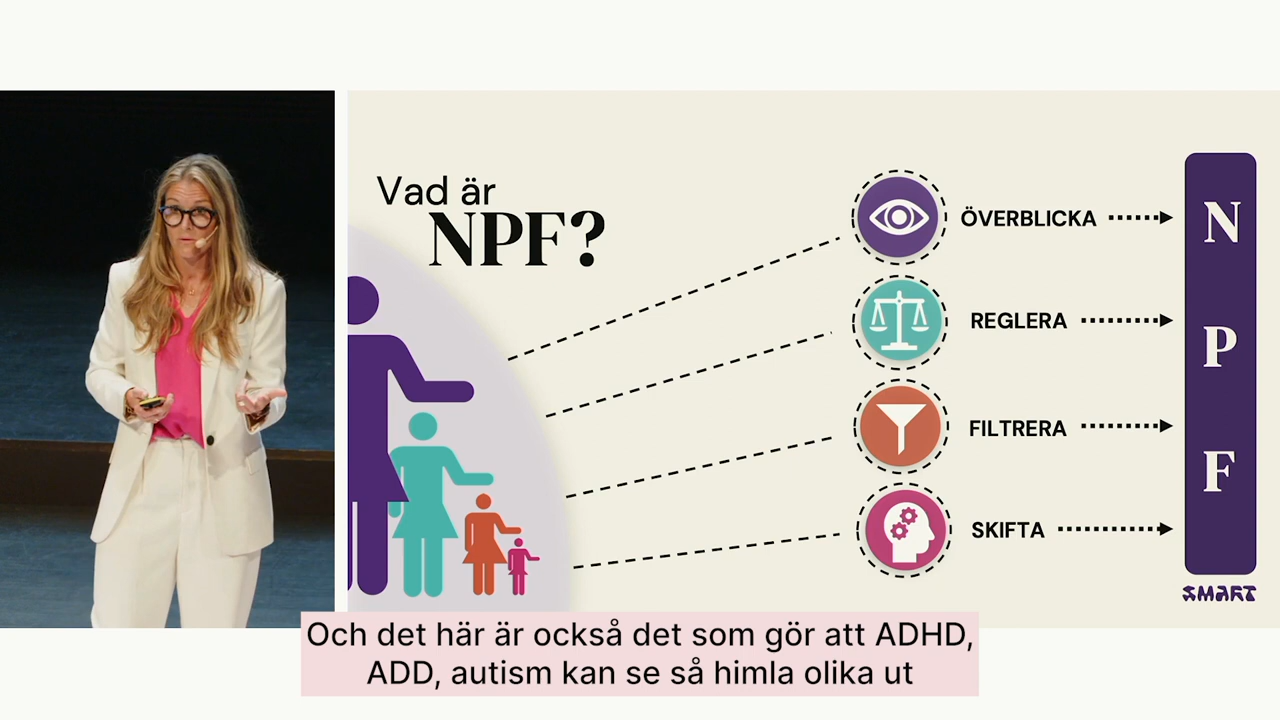 Vad är
NPF?
ÖVERBLICKA
REGLERA
FILTRERA
SKIFTA
N
P
F
SMART
Och det här är också det som gör att ADHD,
ADD, autism kan se så himla olika ut